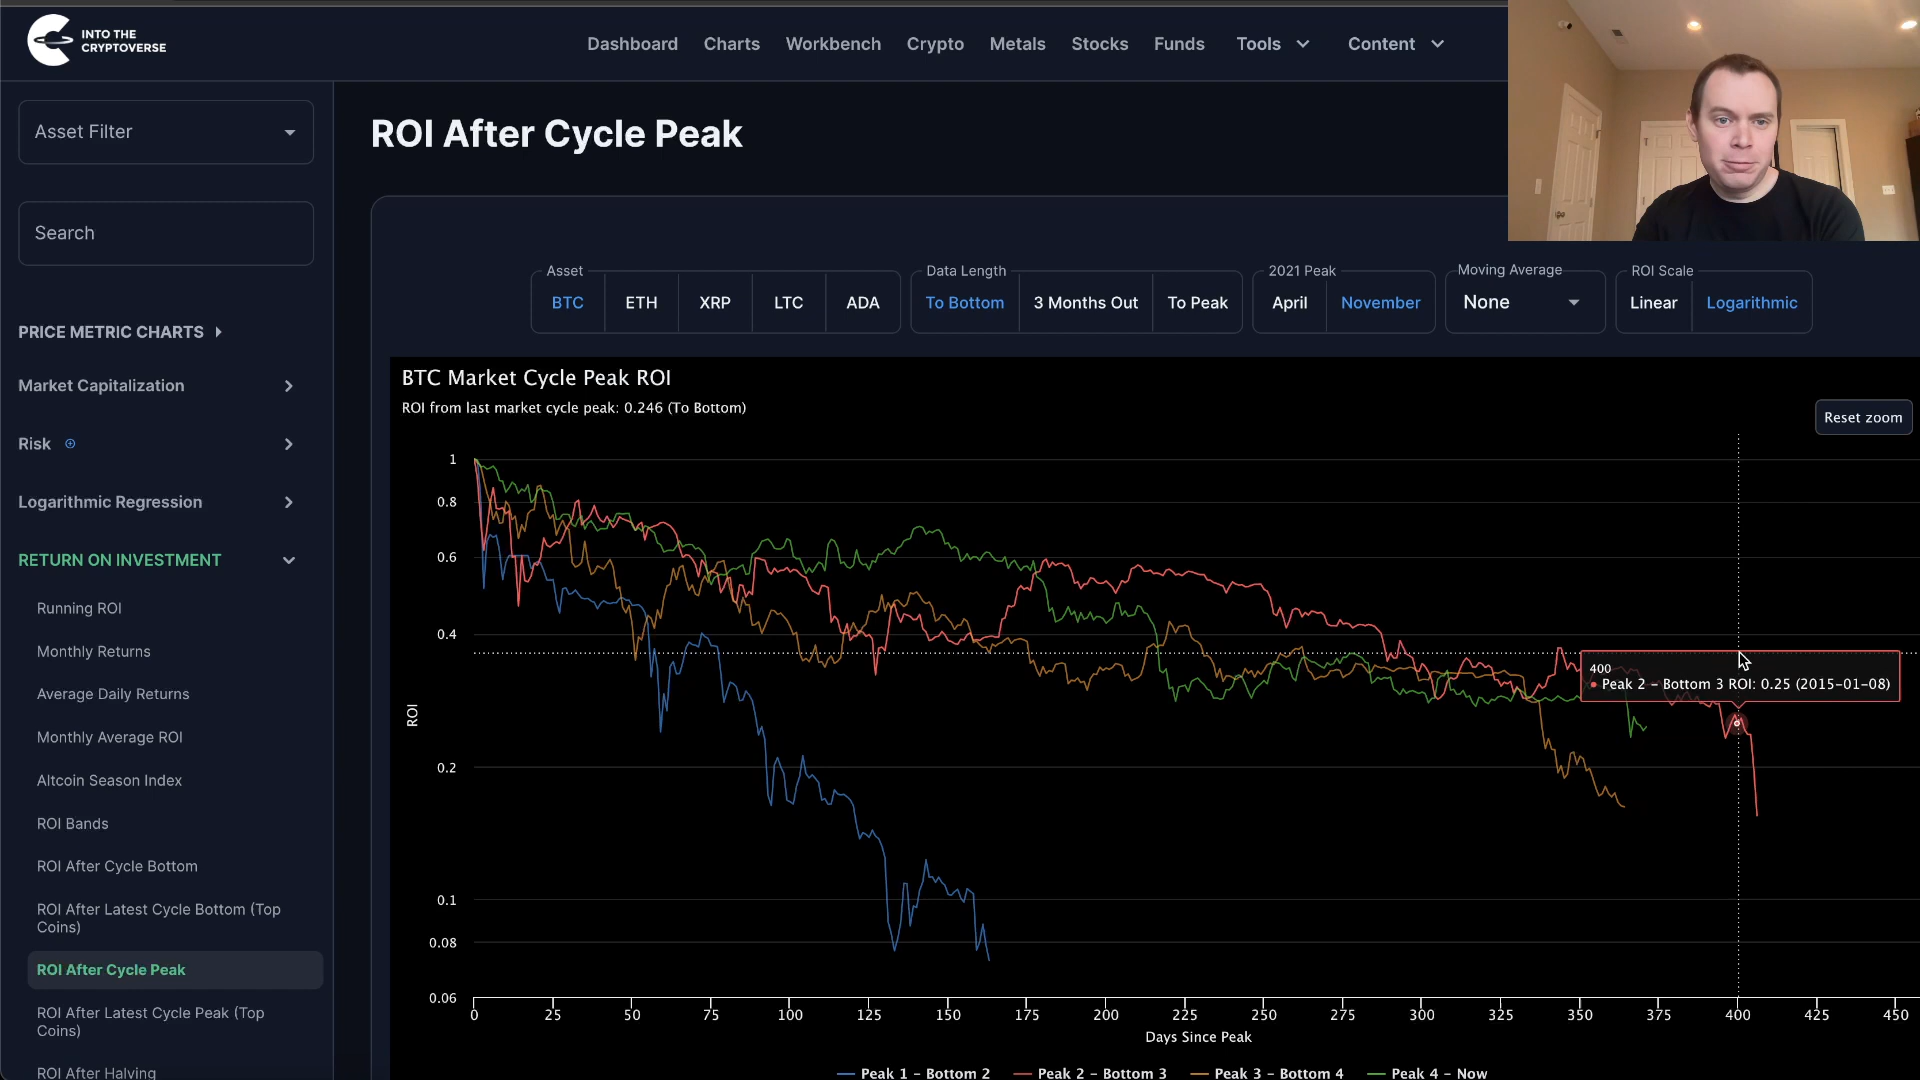 INTO THE
CRYPTOVERSE
Dashboard Charts Workbench Crypto Metals Stocks Funds Tools Content
Asset Filter
Search
PRICE METRIC CHARTS
Market Capitalization
Risk
Logarithmic Regression
RETURN ON INVESTMENT
Running ROI
Monthly Returns
Average Daily Returns
Monthly Average ROI
Altcoin Season Index
ROI Bands
ROI After Cycle Bottom
ROI After Latest Cycle Bottom (Top
Coins)
ROI After Cycle Peak
ROI After Latest Cycle Peak (Top
Coins)
ROI After Halving
ROI After Cycle Peak
Asset Data Length 2021 Peak Moving Average ROI Scale
BTC ETH XRP LTC ADA To Bottom 3 Months Out To Peak April November None Linear Logarithmic
BTC Market Cycle Peak ROI
ROI from last market cycle peak: 0.246 (To Bottom)
Reset zoom
1
0.8
0.6
0.4
0.2
0.1
0.08
0.06
ROI
400
Peak 2 - Bottom 3 ROI: 0.25 (2015-01-08)
0 25 50 75 100 125 150 175 200 225 250 275 300 325 350 375 400 425 450
Days Since Peak
Peak 1 - Bottom 2 Peak 2 - Bottom 3 Peak 3 - Bottom 4 Peak 4 - Now